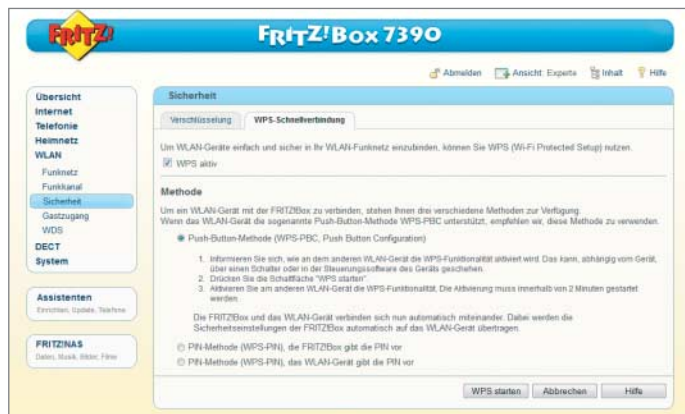 FRITZ!
FRITZ!Box 7390
Abmelden
Ansicht: Experte
Inhalt
Hilfe
Übersicht
Internet
Telefonie
Heimnetz
WLAN
Funknetz
Funkkanal
Sicherheit
Gastzugang
WDS
DECT
System
Assistenten
Einrichten, Update, Telefone
FRITZ!NAS
Daten, Musik, Bilder, Filme
Sicherheit
Verschlüsselung
WPS-Schnellverbindung
Um WLAN-Geräte einfach und sicher in Ihr WLAN-Funknetz einzubinden, können Sie WPS (Wi-Fi Protected Setup) nutzen.
WPS aktiv
Methode
Um ein WLAN-Gerät mit der FRITZ!Box zu verbinden, stehen Ihnen drei verschiedene Methoden zur Verfügung.
Wenn das WLAN-Gerät die sogenannte Push-Button-Methode WPS-PBC unterstützt, empfehlen wir, diese Methode zu verwenden.
Push-Button-Methode (WPS-PBC, Push Button Configuration)
1. Informieren Sie sich, wie an dem anderen WLAN-Gerät die WPS-Funktionalität aktiviert wird. Das kann, abhängig vom Gerät,
über einen Schalter oder in der Steuerungssoftware des Geräts geschehen.
2. Drücken Sie die Schaltfläche "WPS starten".
3. Aktivieren Sie am anderen WLAN-Gerät die WPS-Funktionalität. Die Aktivierung muss innerhalb von 2 Minuten gestartet
werden.
Die FRITZ!Box und das WLAN-Gerät verbinden sich nun automatisch miteinander. Dabei werden die
Sicherheitseinstellungen der FRITZ!Box automatisch auf das WLAN-Gerät übertragen.
PIN-Methode (WPS-PIN), die FRITZ!Box gibt die PIN vor
PIN-Methode (WPS-PIN), das WLAN-Gerät gibt die PIN vor
WPS starten
Abbrechen
Hilfe